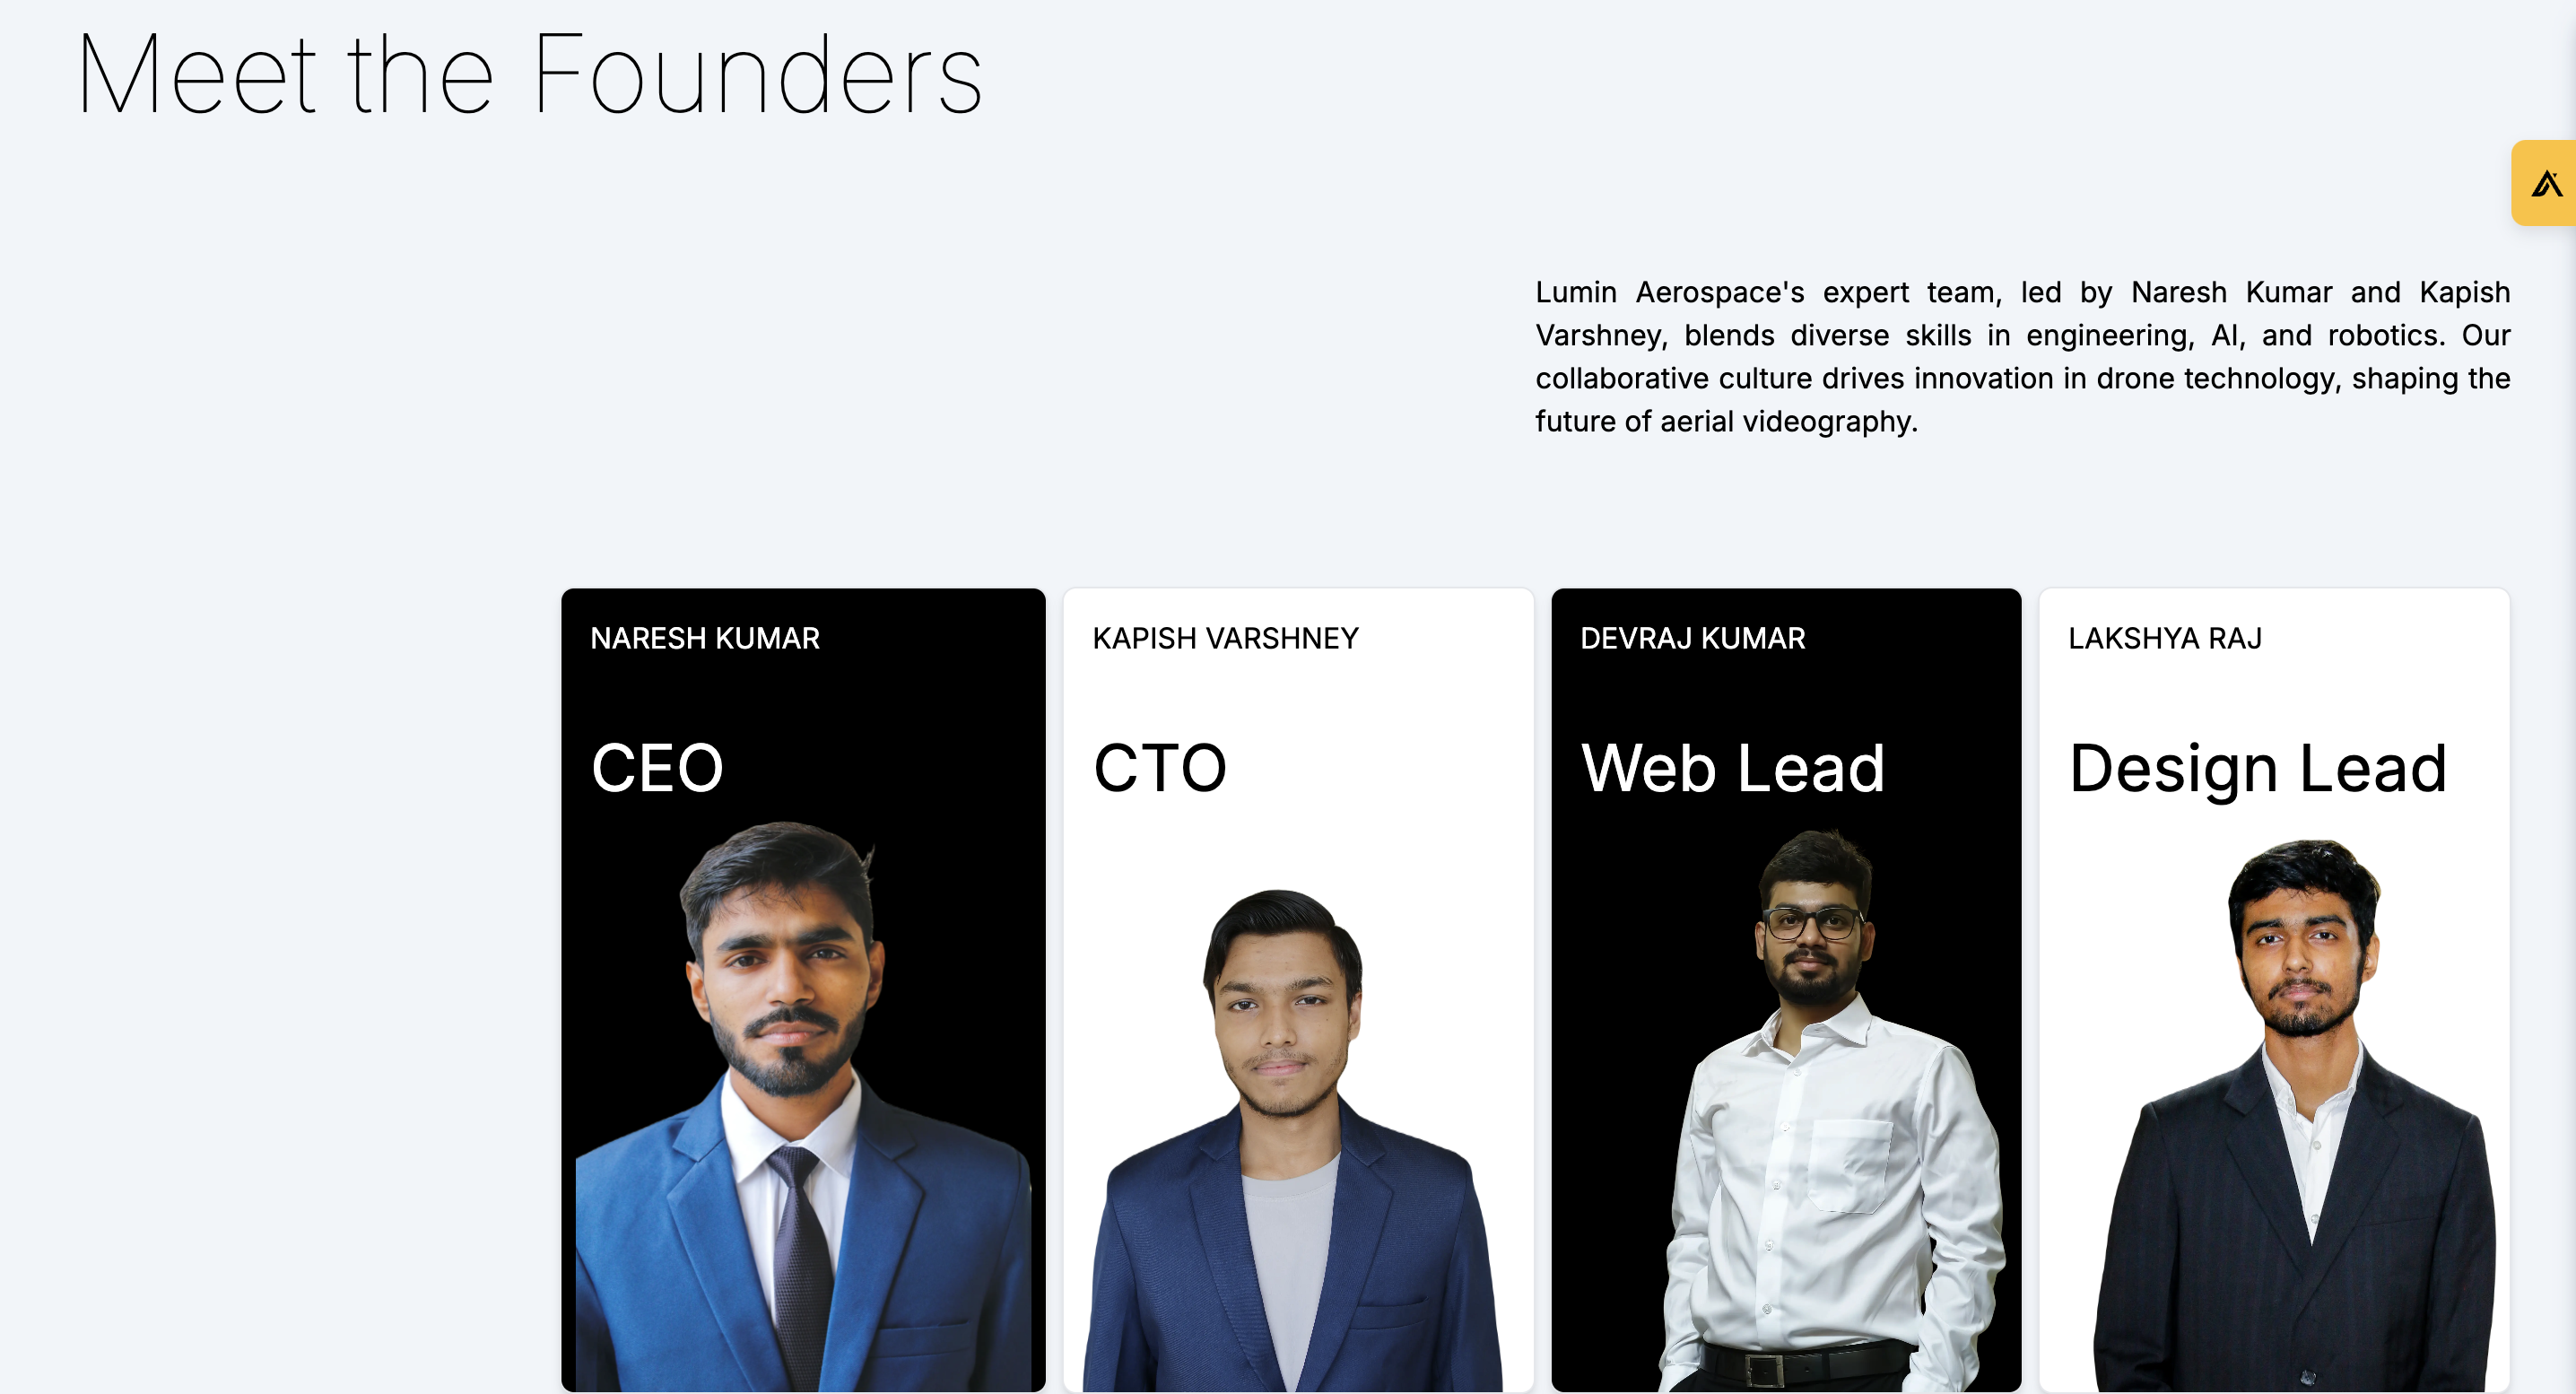 Meet the Founders
Lumin Aerospace's expert team, led by Naresh Kumar and Kapish
Varshney, blends diverse skills in engineering, AI, and robotics. Our
collaborative culture drives innovation in drone technology, shaping the
future of aerial videography.
NARESH KUMAR
CEO
KAPISH VARSHNEY
CTO
DEVRAJ KUMAR
Web Lead
LAKSHYA RAJ
Design Lead